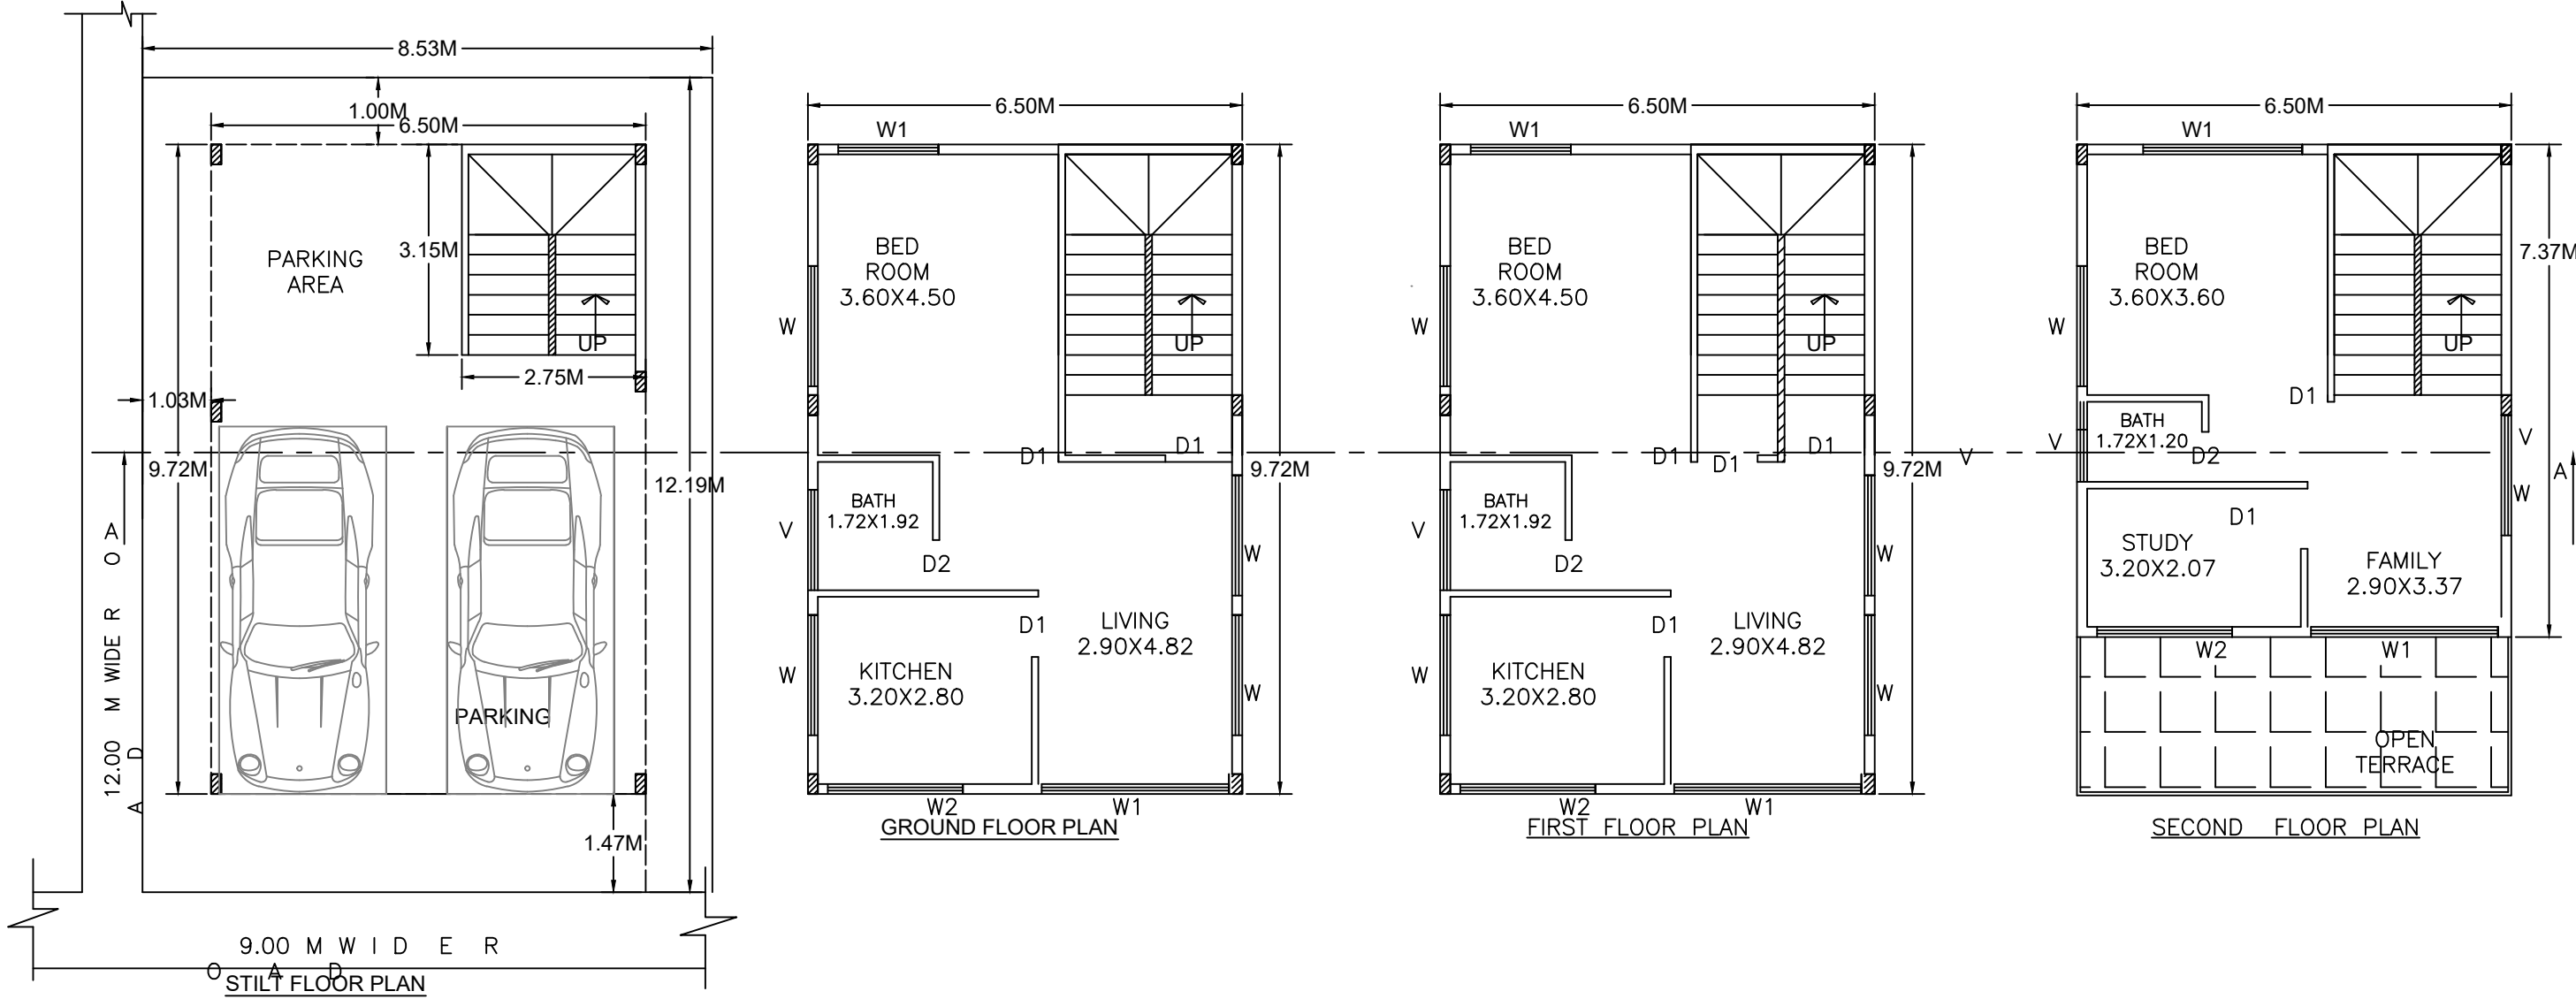 8.53M
1.00M
6.50M
PARKING
AREA
3.15M
UP
2.75M
1.03M
9.72M
12.19M
A
12.00 M WIDE R O
A D
PARKING
1.47M
9.00 M W I D E R
O A D
STILT FLOOR PLAN
6.50M
W1
BED
ROOM
3.60X4.50
W
UP
D1
D1
9.72M
BATH
1.72X1.92
V
D2
W
D1
LIVING
2.90X4.82
KITCHEN
3.20X2.80
W
W
W2
W1
GROUND FLOOR PLAN
6.50M
W1
BED
ROOM
3.60X4.50
W
UP
D1
D1
D1
9.72M
V
BATH
1.72X1.92
V
D2
W
D1
LIVING
2.90X4.82
KITCHEN
3.20X2.80
W
W
W2
W1
FIRST FLOOR PLAN
6.50M
W1
BED
ROOM
3.60X3.60
7.37M
W
UP
D1
BATH
1.72X1.20
V
D2
V
A
W
D1
STUDY
3.20X2.07
FAMILY
2.90X3.37
W2
W1
OPEN
TERRACE
SECOND FLOOR PLAN